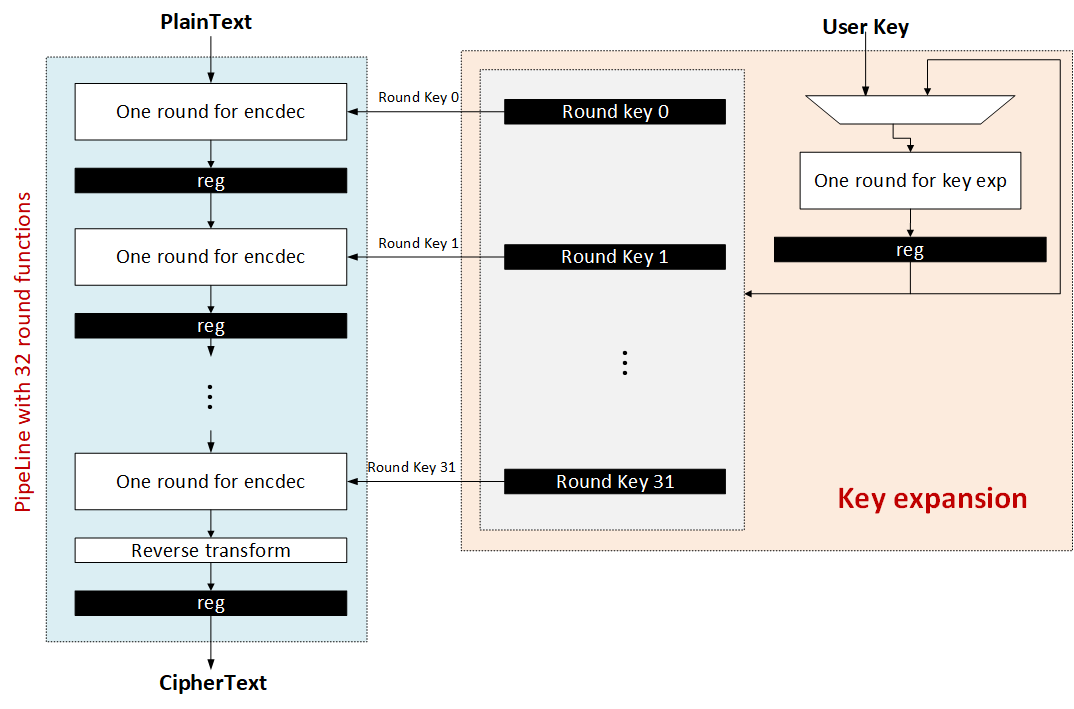 PlainText
User Key
One round for encdec
Round Key 0
Round key 0
reg
One round for key exp
One round for encdec
Round Key 1
Round Key 1
reg
reg
PipeLine with 32 round functions
One round for encdec
Round Key 31
Round Key 31
Key expansion
Reverse transform
reg
CipherText